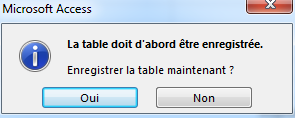 Microsoft Access
La table doit d'abord être enregistrée.
Enregistrer la table maintenant ?
Oui
Non